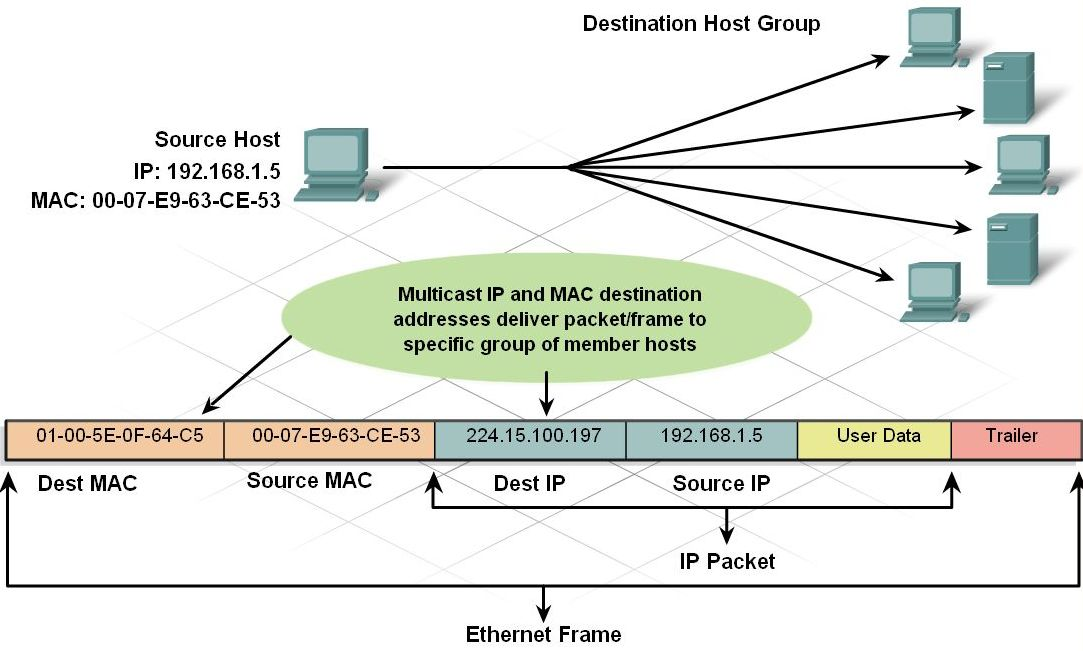 Destination Host Group
Source Host
IP: 192.168.1.5
MAC: 00-07-E9-63-CE-53
Multicast IP and MAC destination
addresses deliver packet/frame to
specific group of member hosts
01-00-5E-0F-64-C5 00-07-E9-63-CE-53 224.15.100.197 192.168.1.5 User Data Trailer
Dest MAC Source MAC Dest IP Source IP
IP Packet
Ethernet Frame